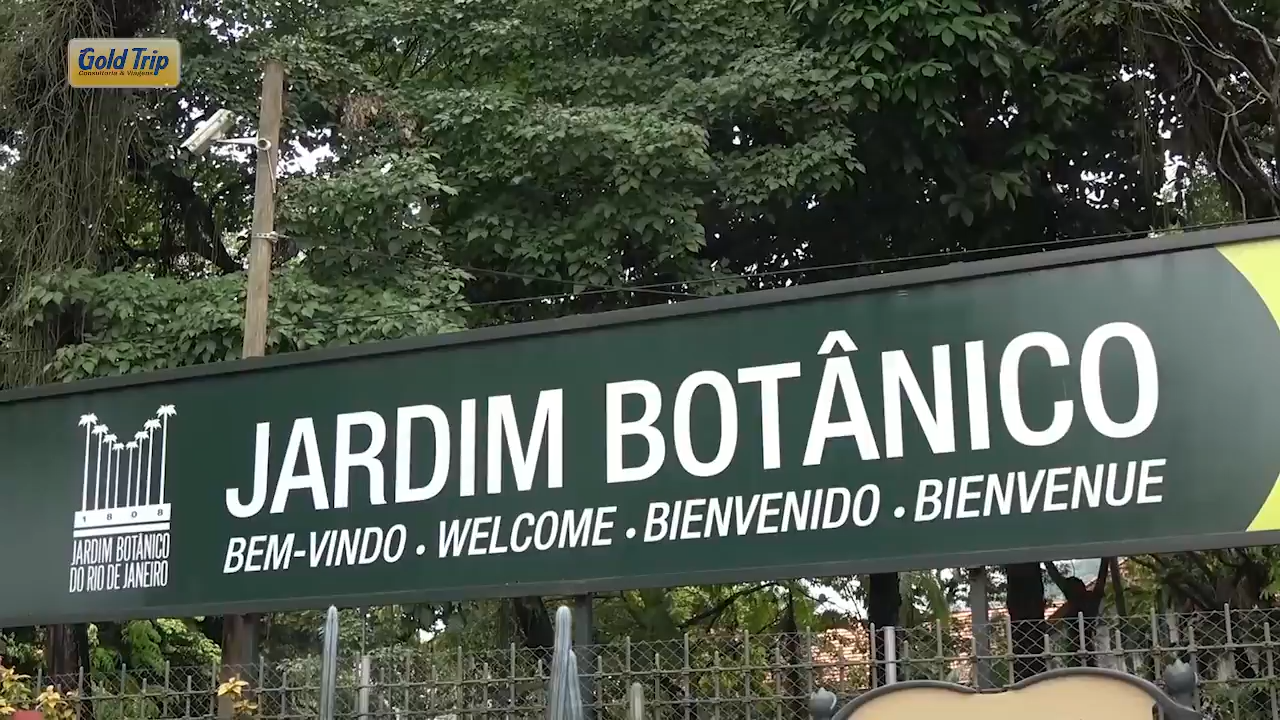 Gold Trip
Consultoria & Viagens
JARDIM BOTÂNICO
BEM-VINDO • WELCOME • BIENVENIDO • BIENVENUE
1808
JARDIM BOTÂNICO
DO RIO DE JANEIRO